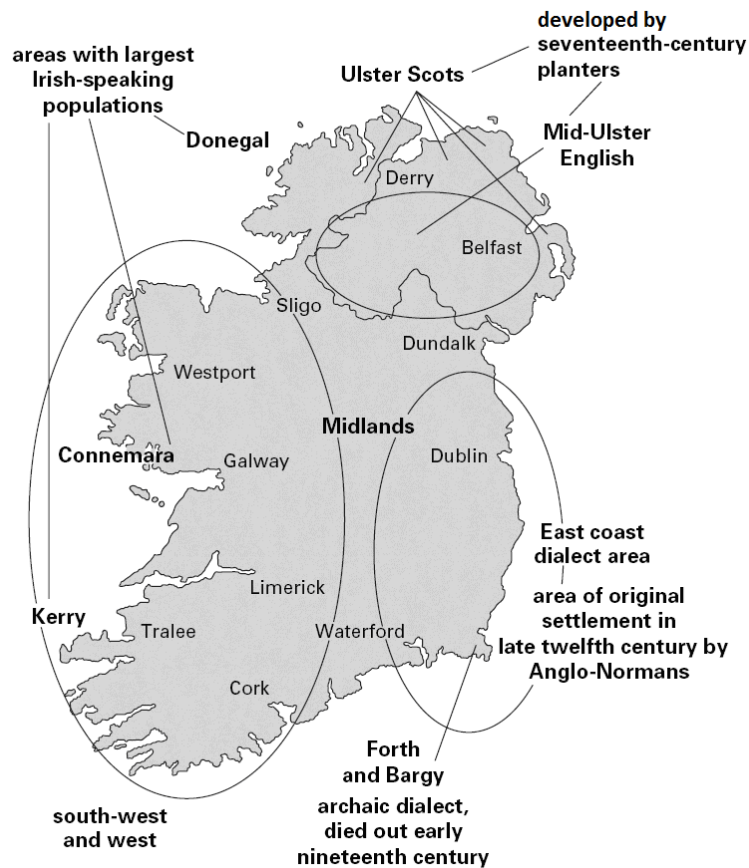 developed by
seventeenth-century
planters
areas with largest
Irish-speaking
populations
Ulster Scots
Donegal
Mid-Ulster
English
Derry
Belfast
Sligo
Dundalk
Westport
Midlands
Connemara
Galway
Dublin
East coast
dialect area
Limerick
area of original
settlement in
late twelfth century by
Anglo-Normans
Kerry
Tralee
Waterford
Cork
Forth
and Bargy
archaic dialect,
died out early
nineteenth century
south-west
and west